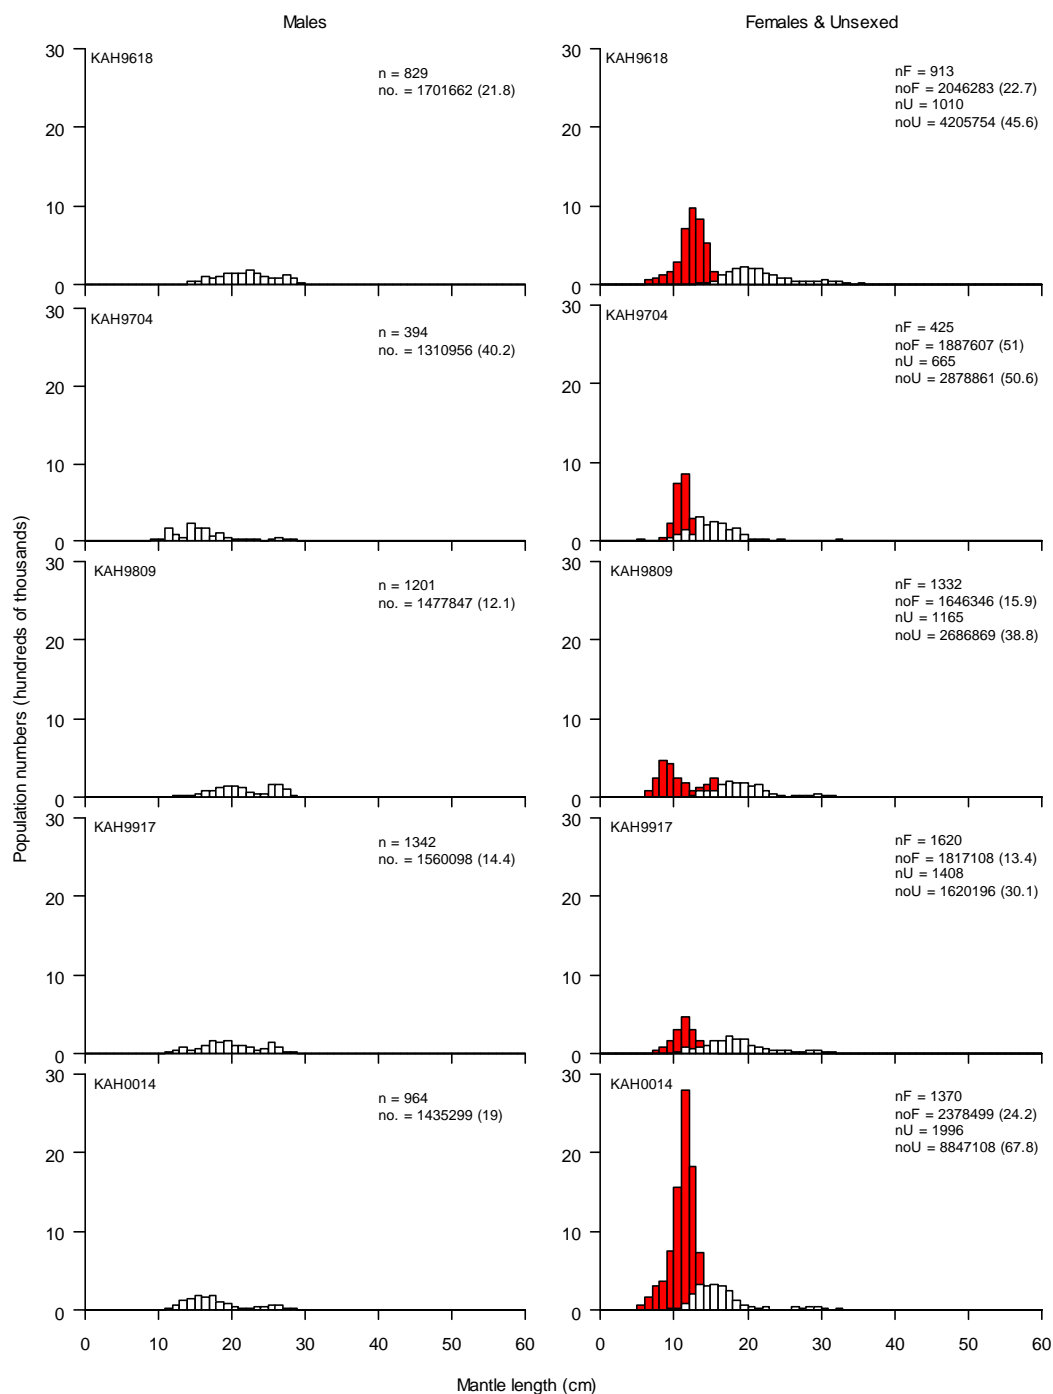 Males
Females & Unsexed
Population numbers (hundreds of thousands)
30
20
10
0
KAH9618
n = 829
no. = 1701662 (21.8)
30
20
10
0
KAH9618
nF = 913
noF = 2046283 (22.7)
nU = 1010
noU = 4205754 (45.6)
30
20
10
0
KAH9704
n = 394
no. = 1310956 (40.2)
30
20
10
0
KAH9704
nF = 425
noF = 1887607 (51)
nU = 665
noU = 2878861 (50.6)
30
20
10
0
KAH9809
n = 1201
no. = 1477847 (12.1)
30
20
10
0
KAH9809
nF = 1332
noF = 1646346 (15.9)
nU = 1165
noU = 2686869 (38.8)
30
20
10
0
KAH9917
n = 1342
no. = 1560098 (14.4)
30
20
10
0
KAH9917
nF = 1620
noF = 1817108 (13.4)
nU = 1408
noU = 1620196 (30.1)
30
20
10
0
KAH0014
n = 964
no. = 1435299 (19)
30
20
10
0
KAH0014
nF = 1370
noF = 2378499 (24.2)
nU = 1996
noU = 8847108 (67.8)
0 10 20 30 40 50 60
0 10 20 30 40 50 60
Mantle length (cm)